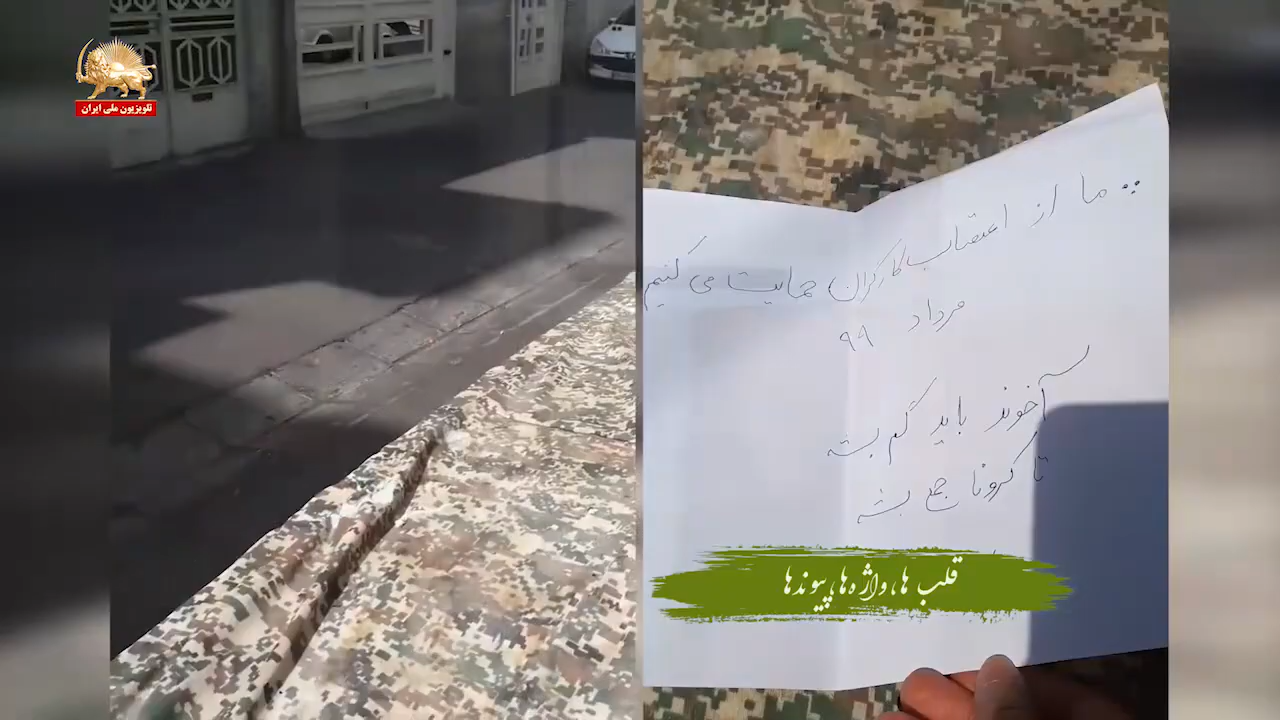 تلویزیون ملی ایران
ما از اعتصاب کارگران حمایت می کنیم
مرداد ۹۹
آخوند باید گم بشه
تا کرونا جمع بشه
قلب ها، واژه ها، پیوندها